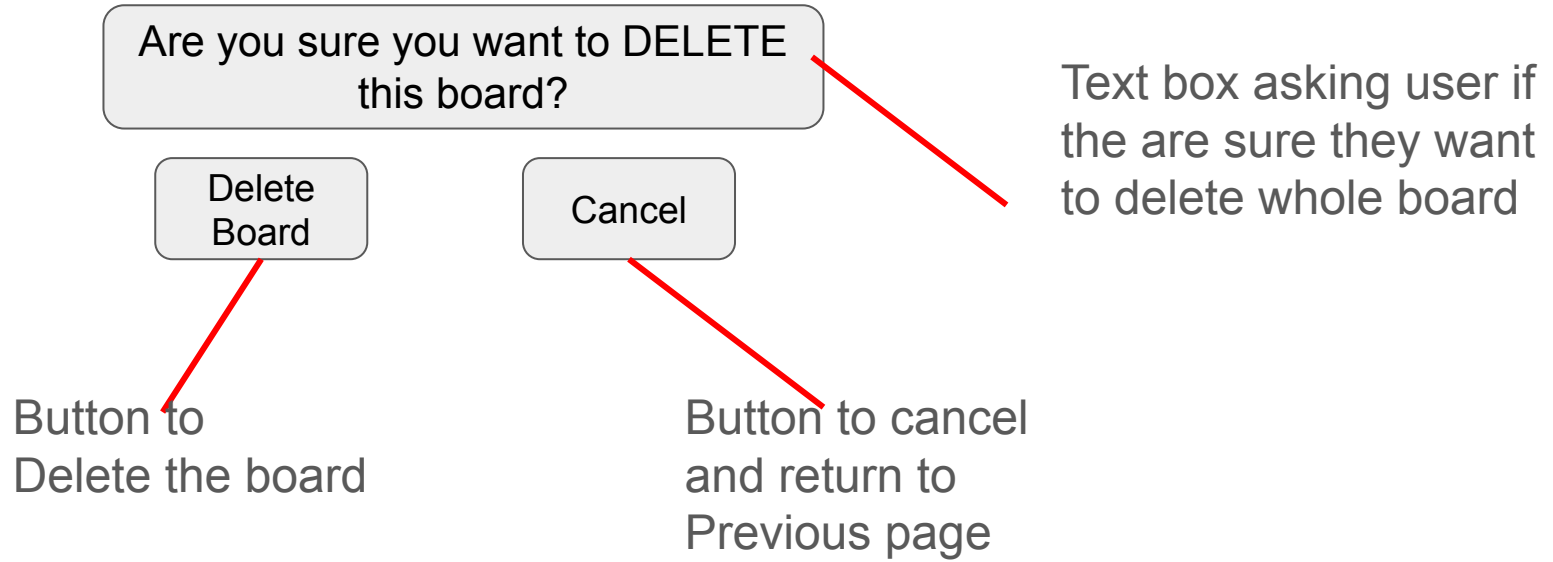 Are you sure you want to DELETE
this board?
Text box asking user if
the are sure they want
to delete whole board
Delete
Board
Cancel
Button to
Delete the board
Button to cancel
and return to
Previous page